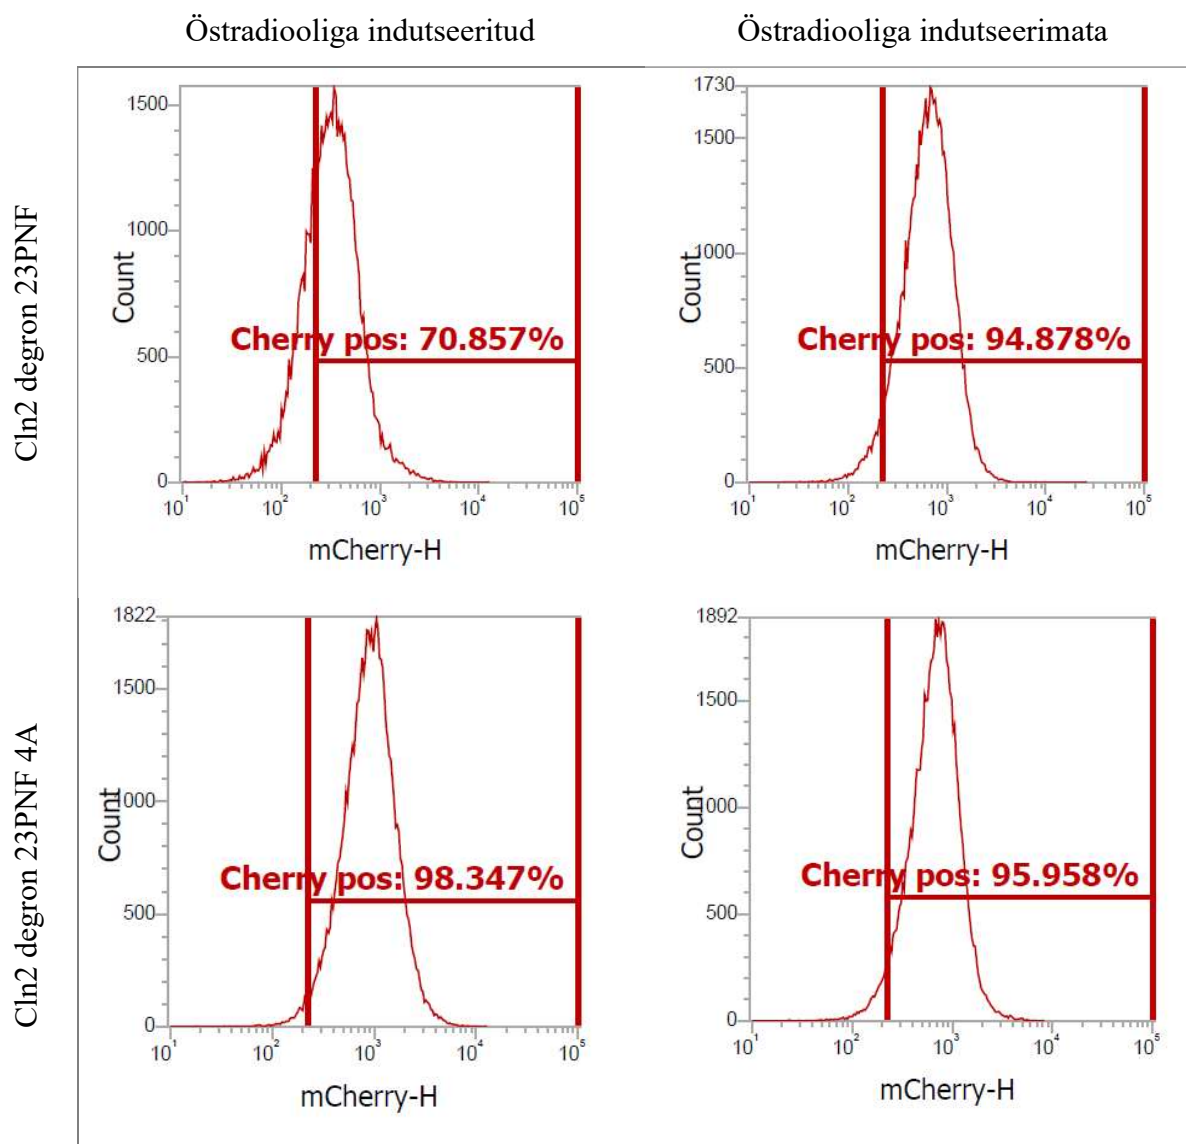 Östradiooliga indutseeritud
Östradiooliga indutseerimata
Cln2 degron 23PNF
1500
1000
500
0
Count
Cherry pos: 70.857%
10¹ 10² 10³ 10⁴ 10⁵
mCherry-H
1730
1500
1000
500
0
Count
Cherry pos: 94.878%
10¹ 10² 10³ 10⁴ 10⁵
mCherry-H
Cln2 degron 23PNF 4A
1822
1500
1000
500
0
Count
Cherry pos: 98.347%
10¹ 10² 10³ 10⁴ 10⁵
mCherry-H
1892
1500
1000
500
0
Count
Cherry pos: 95.958%
10¹ 10² 10³ 10⁴ 10⁵
mCherry-H